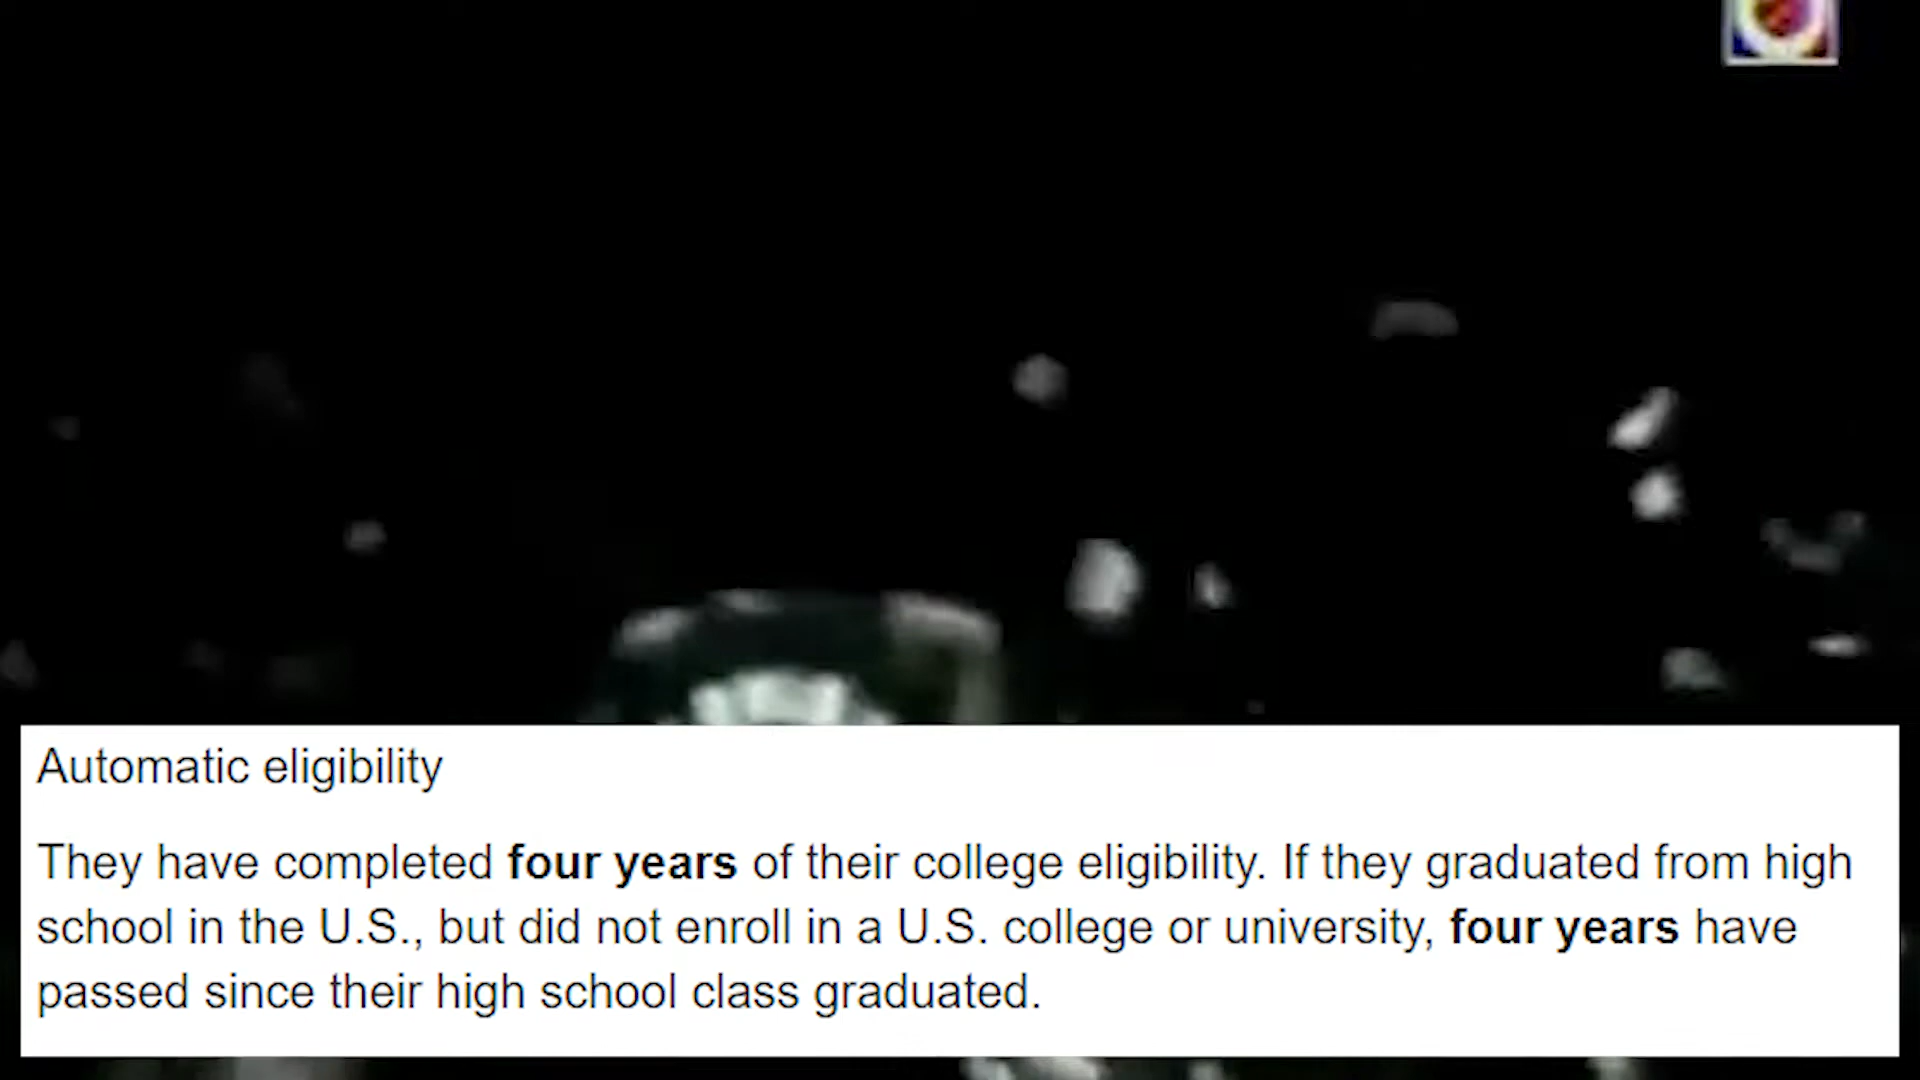 Automatic eligibility
They have completed four years of their college eligibility. If they graduated from high
school in the U.S., but did not enroll in a U.S. college or university, four years have
passed since their high school class graduated.